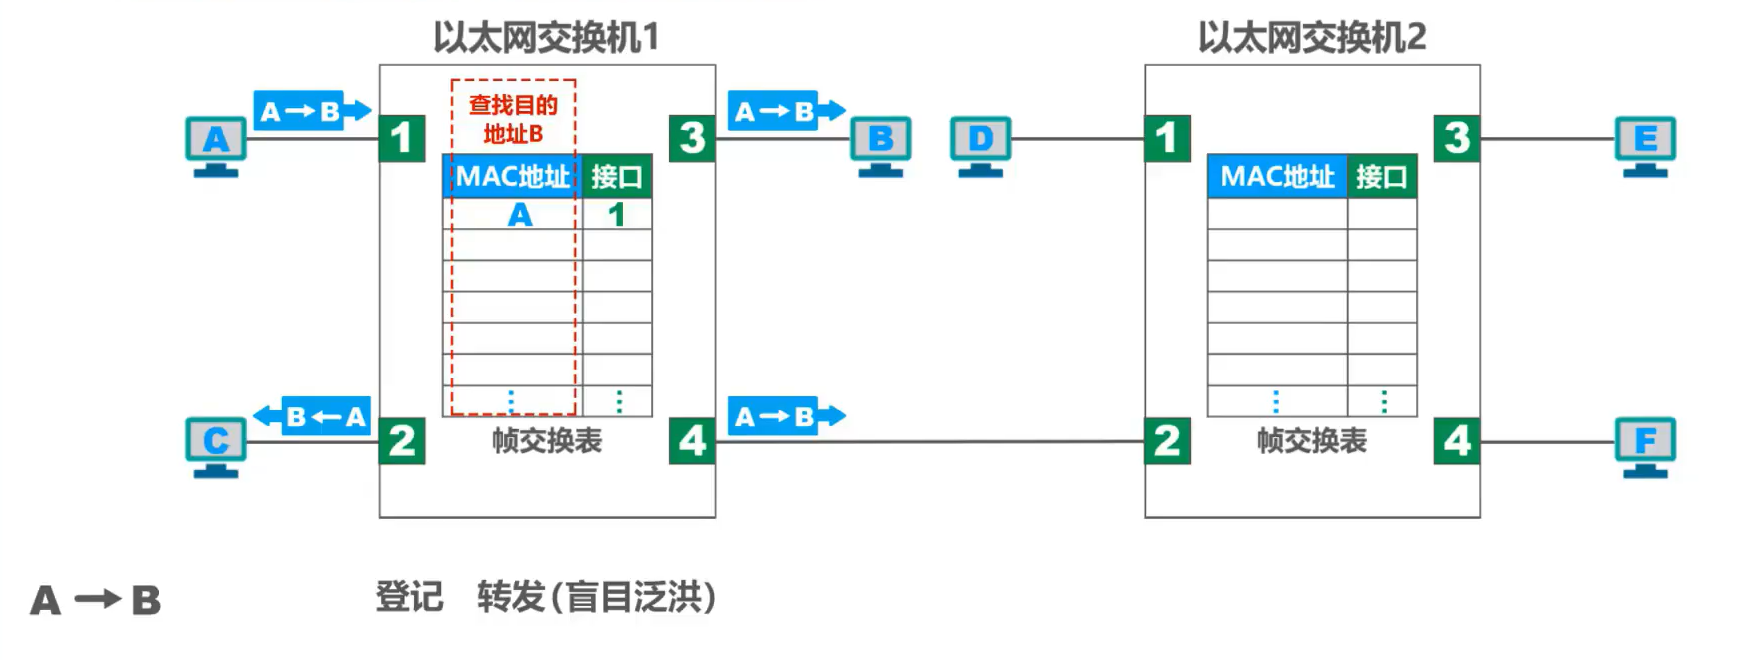 以太网交换机1
以太网交换机2
A→B
查找目的
地址B
A→B
A
1
3
B
D
1
3
E
MAC地址 接口
A 1
MAC地址 接口
B←A
A→B
C
2
帧交换表
4
2
帧交换表
4
F
A→B
登记 转发(盲目泛洪)